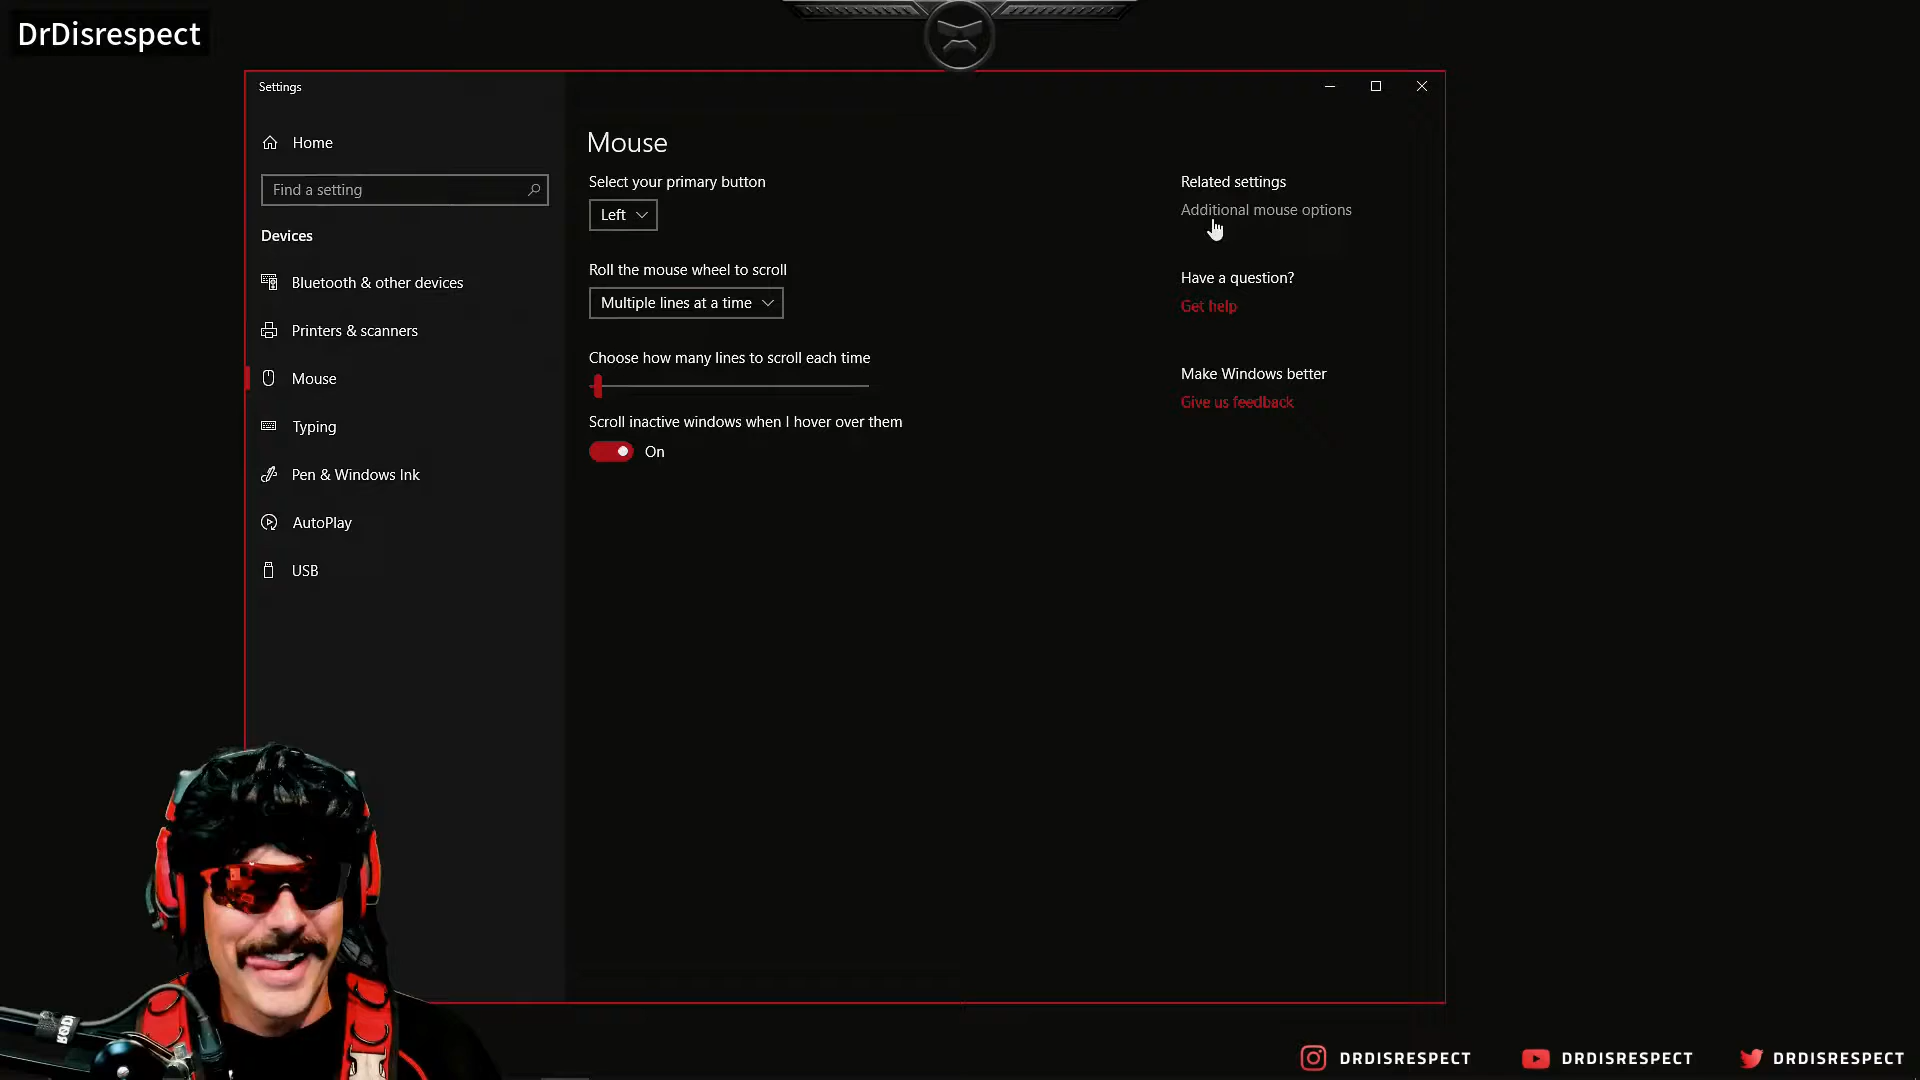 DrDisrespect
Settings
Home
Find a setting
Devices
Bluetooth & other devices
Printers & scanners
Mouse
Typing
Pen & Windows Ink
AutoPlay
USB
Mouse
Select your primary button
Left
Roll the mouse wheel to scroll
Multiple lines at a time
Choose how many lines to scroll each time
Scroll inactive windows when I hover over them
On
Related settings
Additional mouse options
Have a question?
Get help
Make Windows better
Give us feedback
RØDE
DRDISRESPECT
DRDISRESPECT
DRDISRESPECT